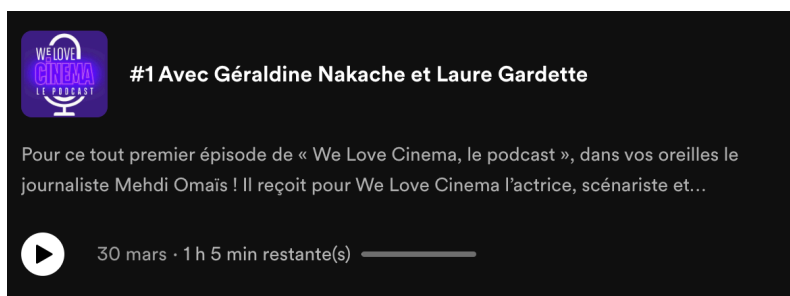 WE LOVE
CINEMA
LE PODCAST
#1 Avec Géraldine Nakache et Laure Gardette
Pour ce tout premier épisode de « We Love Cinema, le podcast », dans vos oreilles le
journaliste Mehdi Omaïs ! Il reçoit pour We Love Cinema l’actrice, scénariste et…
30 mars · 1 h 5 min restante(s)